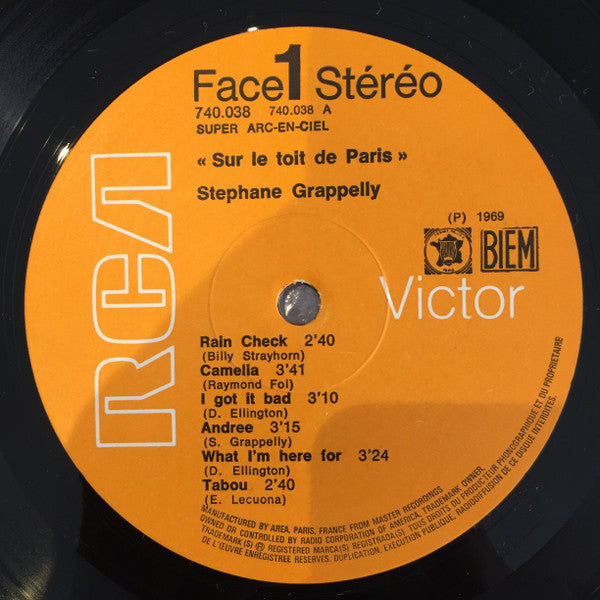 Face 1 Stéréo
740.038 740.038 A
SUPER ARC-EN-CIEL
« Sur le toit de Paris »
Stephane Grappelly
(P) 1969
BIEM
RCA
Victor
Rain Check 2'40
(Billy Strayhorn)
Camelia 3'41
(Raymond Fol)
I got it bad 3'10
(D. Ellington)
Andree 3'15
(S. Grappelly)
What I'm here for 3'24
(D. Ellington)
Tabou 2'40
(E. Lecuona)
MANUFACTURED BY AREA, PARIS, FRANCE FROM MASTER RECORDINGS
OWNED OR CONTROLLED BY RADIO CORPORATION OF AMERICA. TRADEMARK OWNER.
TRADEMARK(S) ® REGISTERED MARCA(S) REGISTRADA(S) TOUS DROITS DU PRODUCTEUR PHONOGRAPHIQUE ET DU PROPRIETAIRE
DE L'ŒUVRE ENREGISTREE RESERVES. DUPLICATION, EXECUTION PUBLIQUE, RADIODIFFUSION DE CE DISQUE INTERDITES.